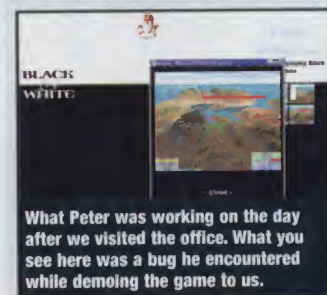 BLACK
WHITE
- Close -
What Peter was working on the day
after we visited the office. What you
see here was a bug he encountered
while demoing the game to us.